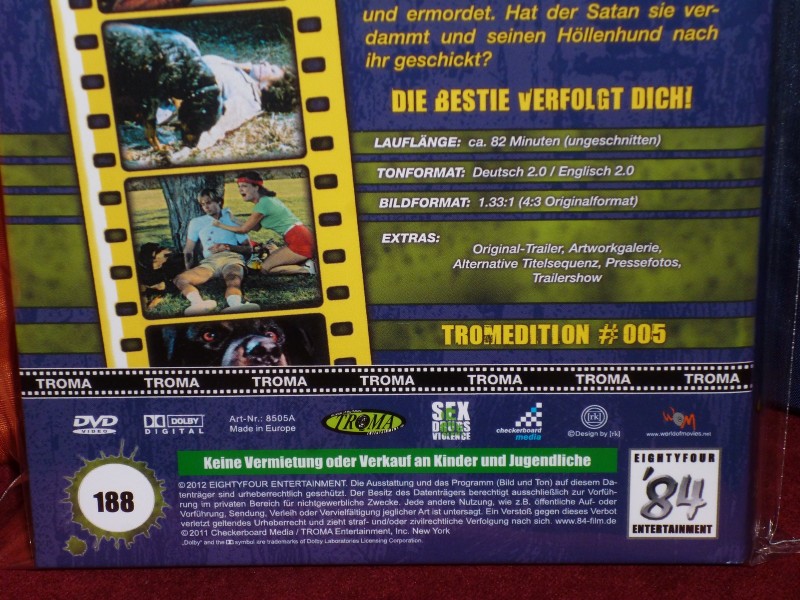 und ermordet. Hat der Satan sie ver-
dammt und seinen Höllenhund nach
ihr geschickt?
DIE BESTIE VERFOLGT DICH!
LAUFLÄNGE: ca. 82 Minuten (ungeschnitten)
TONFORMAT: Deutsch 2.0 / Englisch 2.0
BILDFORMAT: 1.33:1 (4:3 Originalformat)
EXTRAS:
Original-Trailer, Artworkgalerie,
Alternative Titelsequenz, Pressefotos,
Trailershow
TROMEDITION #005
TROMA TROMA TROMA TROMA TROMA TROMA TROMA
DVD
VIDEO
DOLBY
DIGITAL
Art-Nr.: 8505A
Made in Europe
TROMA
SEX
DRUGS
VIOLENCE
checkerboard
media
[rk]
©Design by [rk]
WOM
www.worldofmovies.net
Keine Vermietung oder Verkauf an Kinder und Jugendliche
188
©2012 EIGHTYFOUR ENTERTAINMENT. Die Ausstattung und das Programm (Bild und Ton) auf diesem Da-
tenträger sind urheberrechtlich geschützt. Der Besitz des Datenträgers berechtigt ausschließlich zur Vorfüh-
rung im privaten Bereich für nichtgewerbliche Zwecke. Jede andere Nutzung, wie z.B. öffentliche Auf- oder
Vorführung, Sendung, Verleih oder Vervielfältigung jeglicher Art ist untersagt. Ein Verstoß gegen dieses Verbot
verletzt geltendes Urheberrecht und zieht straf- und/oder zivilrechtliche Verfolgung nach sich. www.84-film.de
©2011 Checkerboard Media / TROMA Entertainment, Inc. New York
„Dolby" and the symbol are trademarks of Dolby Laboratories Licensing Corporation.
EIGHTYFOUR
'84
ENTERTAINMENT